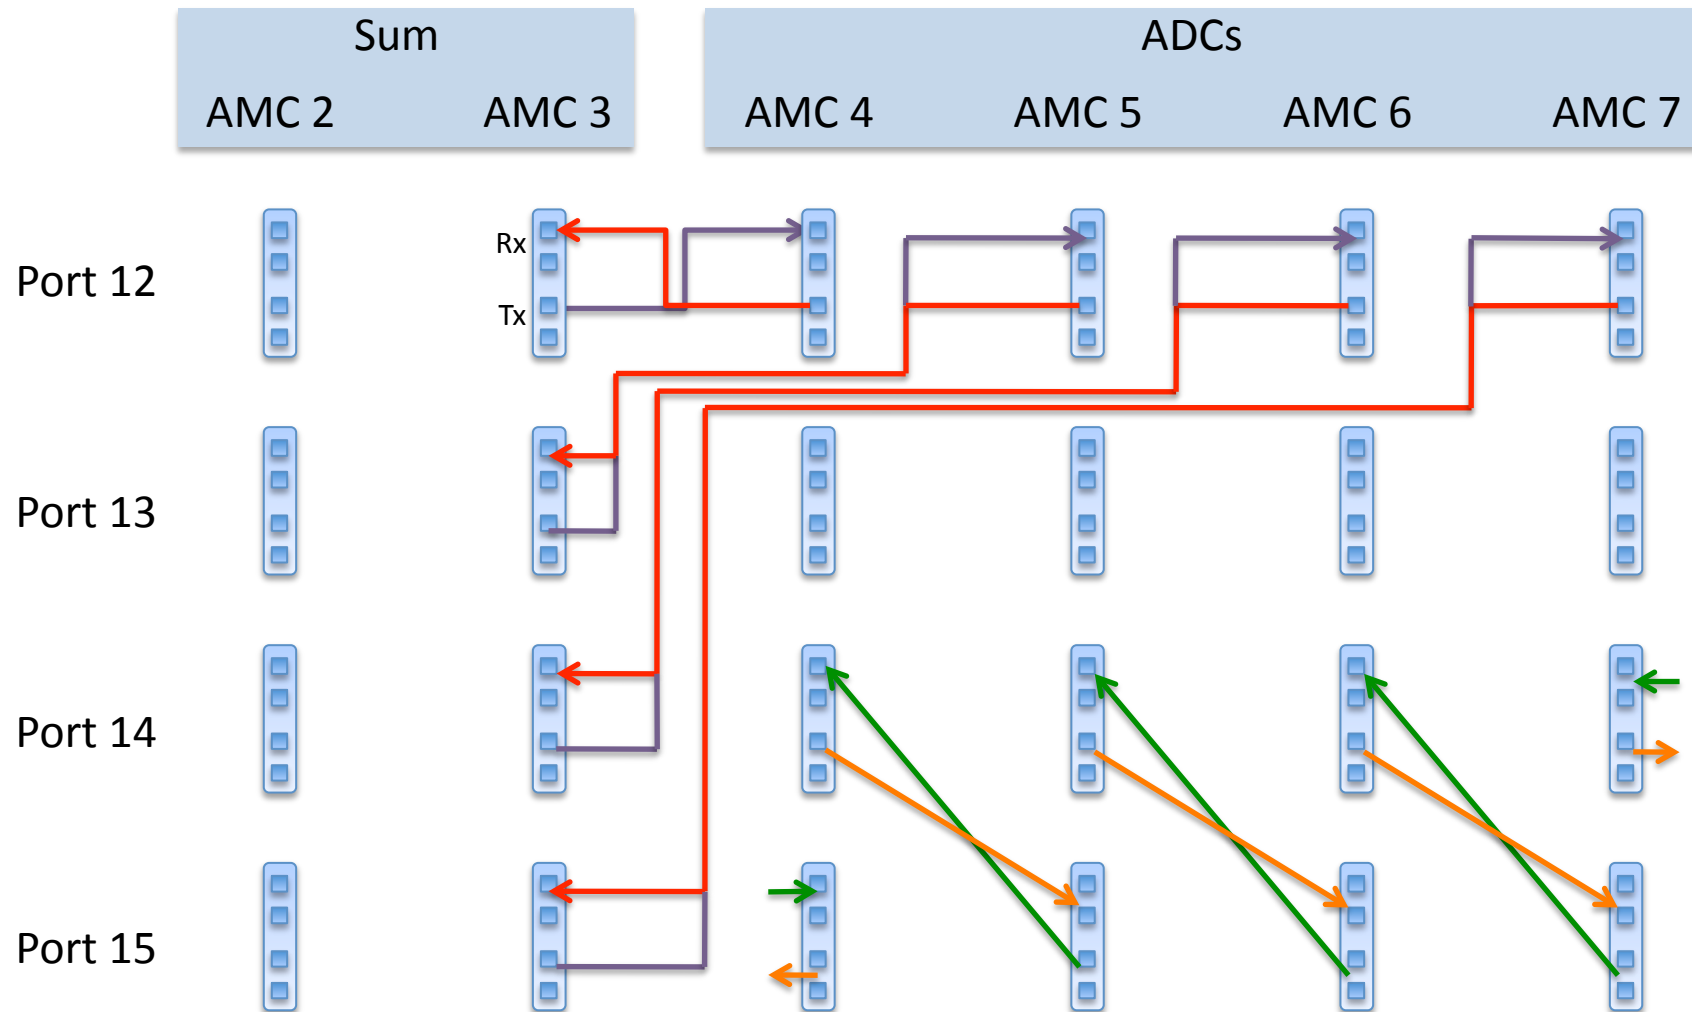 Sum
ADCs
AMC 2
AMC 3
AMC 4
AMC 5
AMC 6
AMC 7
Rx
Port 12
Tx
Port 13
Port 14
Port 15